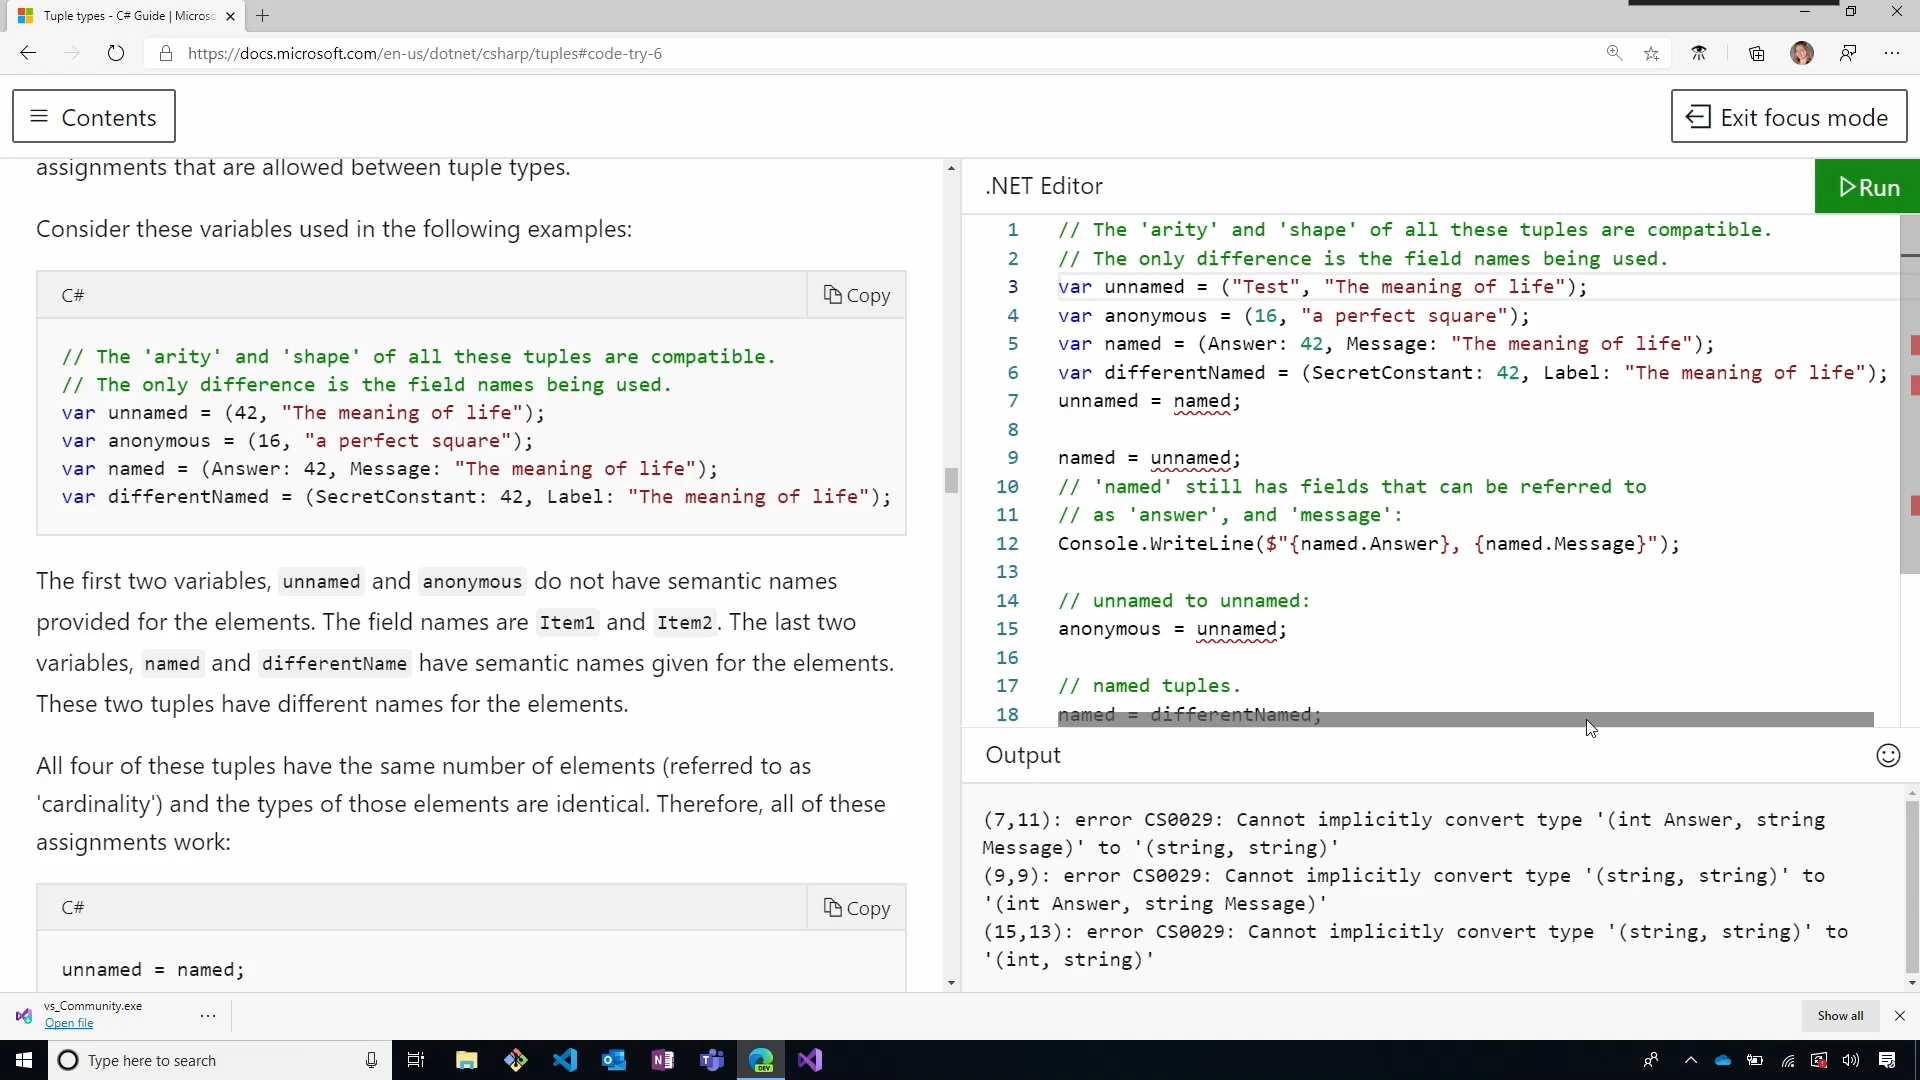 Tuple types - C# Guide | Microsc
https://docs.microsoft.com/en-us/dotnet/csharp/tuples#code-try-6
Contents
Exit focus mode
assignments that are allowed between tuple types.
Consider these variables used in the following examples:
C#
Copy
// The 'arity' and 'shape' of all these tuples are compatible.
// The only difference is the field names being used.
var unnamed = (42, "The meaning of life");
var anonymous = (16, "a perfect square");
var named = (Answer: 42, Message: "The meaning of life");
var differentNamed = (SecretConstant: 42, Label: "The meaning of life");
The first two variables, unnamed and anonymous do not have semantic names
provided for the elements. The field names are Item1 and Item2. The last two
variables, named and differentName have semantic names given for the elements.
These two tuples have different names for the elements.
All four of these tuples have the same number of elements (referred to as
'cardinality') and the types of those elements are identical. Therefore, all of these
assignments work:
C#
Copy
unnamed = named;
.NET Editor
Run
1 // The 'arity' and 'shape' of all these tuples are compatible.
2 // The only difference is the field names being used.
3 var unnamed = ("Test", "The meaning of life");
4 var anonymous = (16, "a perfect square");
5 var named = (Answer: 42, Message: "The meaning of life");
6 var differentNamed = (SecretConstant: 42, Label: "The meaning of life");
7 unnamed = named;
8
9 named = unnamed;
10 // 'named' still has fields that can be referred to
11 // as 'answer', and 'message':
12 Console.WriteLine($"{named.Answer}, {named.Message}");
13
14 // unnamed to unnamed:
15 anonymous = unnamed;
16
17 // named tuples.
18 named = differentNamed;
Output
(7,11): error CS0029: Cannot implicitly convert type '(int Answer, string
Message)' to '(string, string)'
(9,9): error CS0029: Cannot implicitly convert type '(string, string)' to
'(int Answer, string Message)'
(15,13): error CS0029: Cannot implicitly convert type '(string, string)' to
'(int, string)'
vs_Community.exe
Open file
Show all
Type here to search